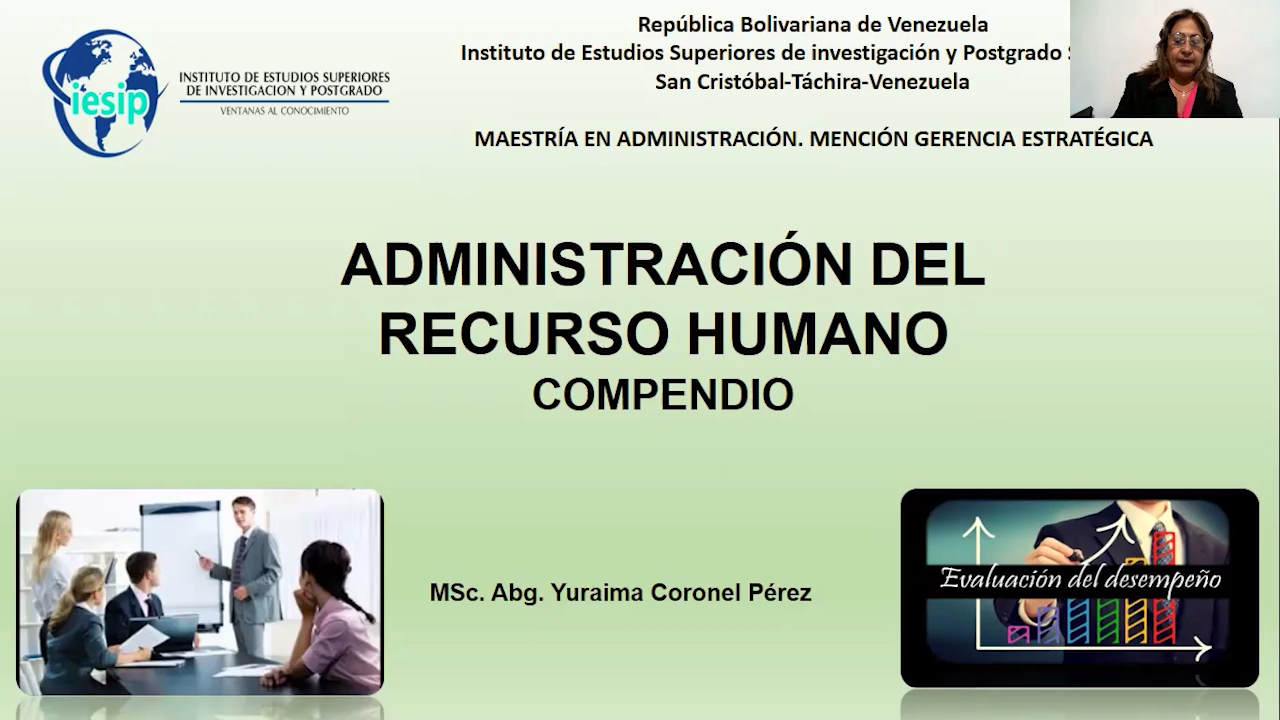 iesip
INSTITUTO DE ESTUDIOS SUPERIORES
DE INVESTIGACION Y POSTGRADO
VENTANAS AL CONOCIMIENTO
República Bolivariana de Venezuela
Instituto de Estudios Superiores de investigación y Postgrado
San Cristóbal-Táchira-Venezuela
MAESTRÍA EN ADMINISTRACIÓN. MENCIÓN GERENCIA ESTRATÉGICA
ADMINISTRACIÓN DEL
RECURSO HUMANO
COMPENDIO
MSc. Abg. Yuraima Coronel Pérez
Evaluación del desempeño